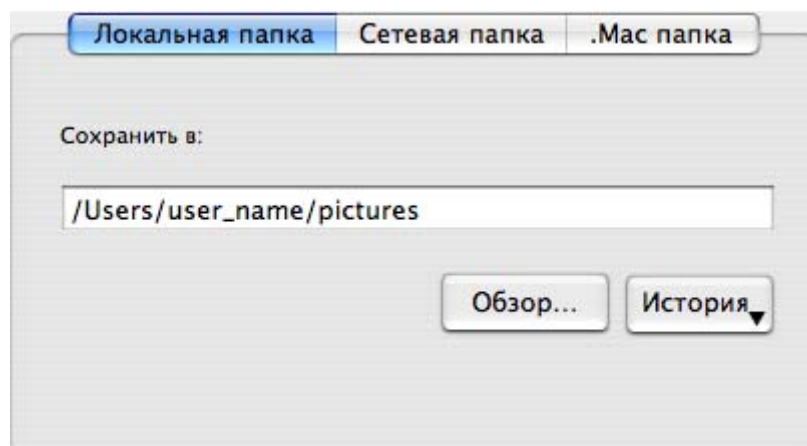 Локальная папка Сетевая папка .Mac папка
Сохранить в:
/Users/user_name/pictures
Обзор... История